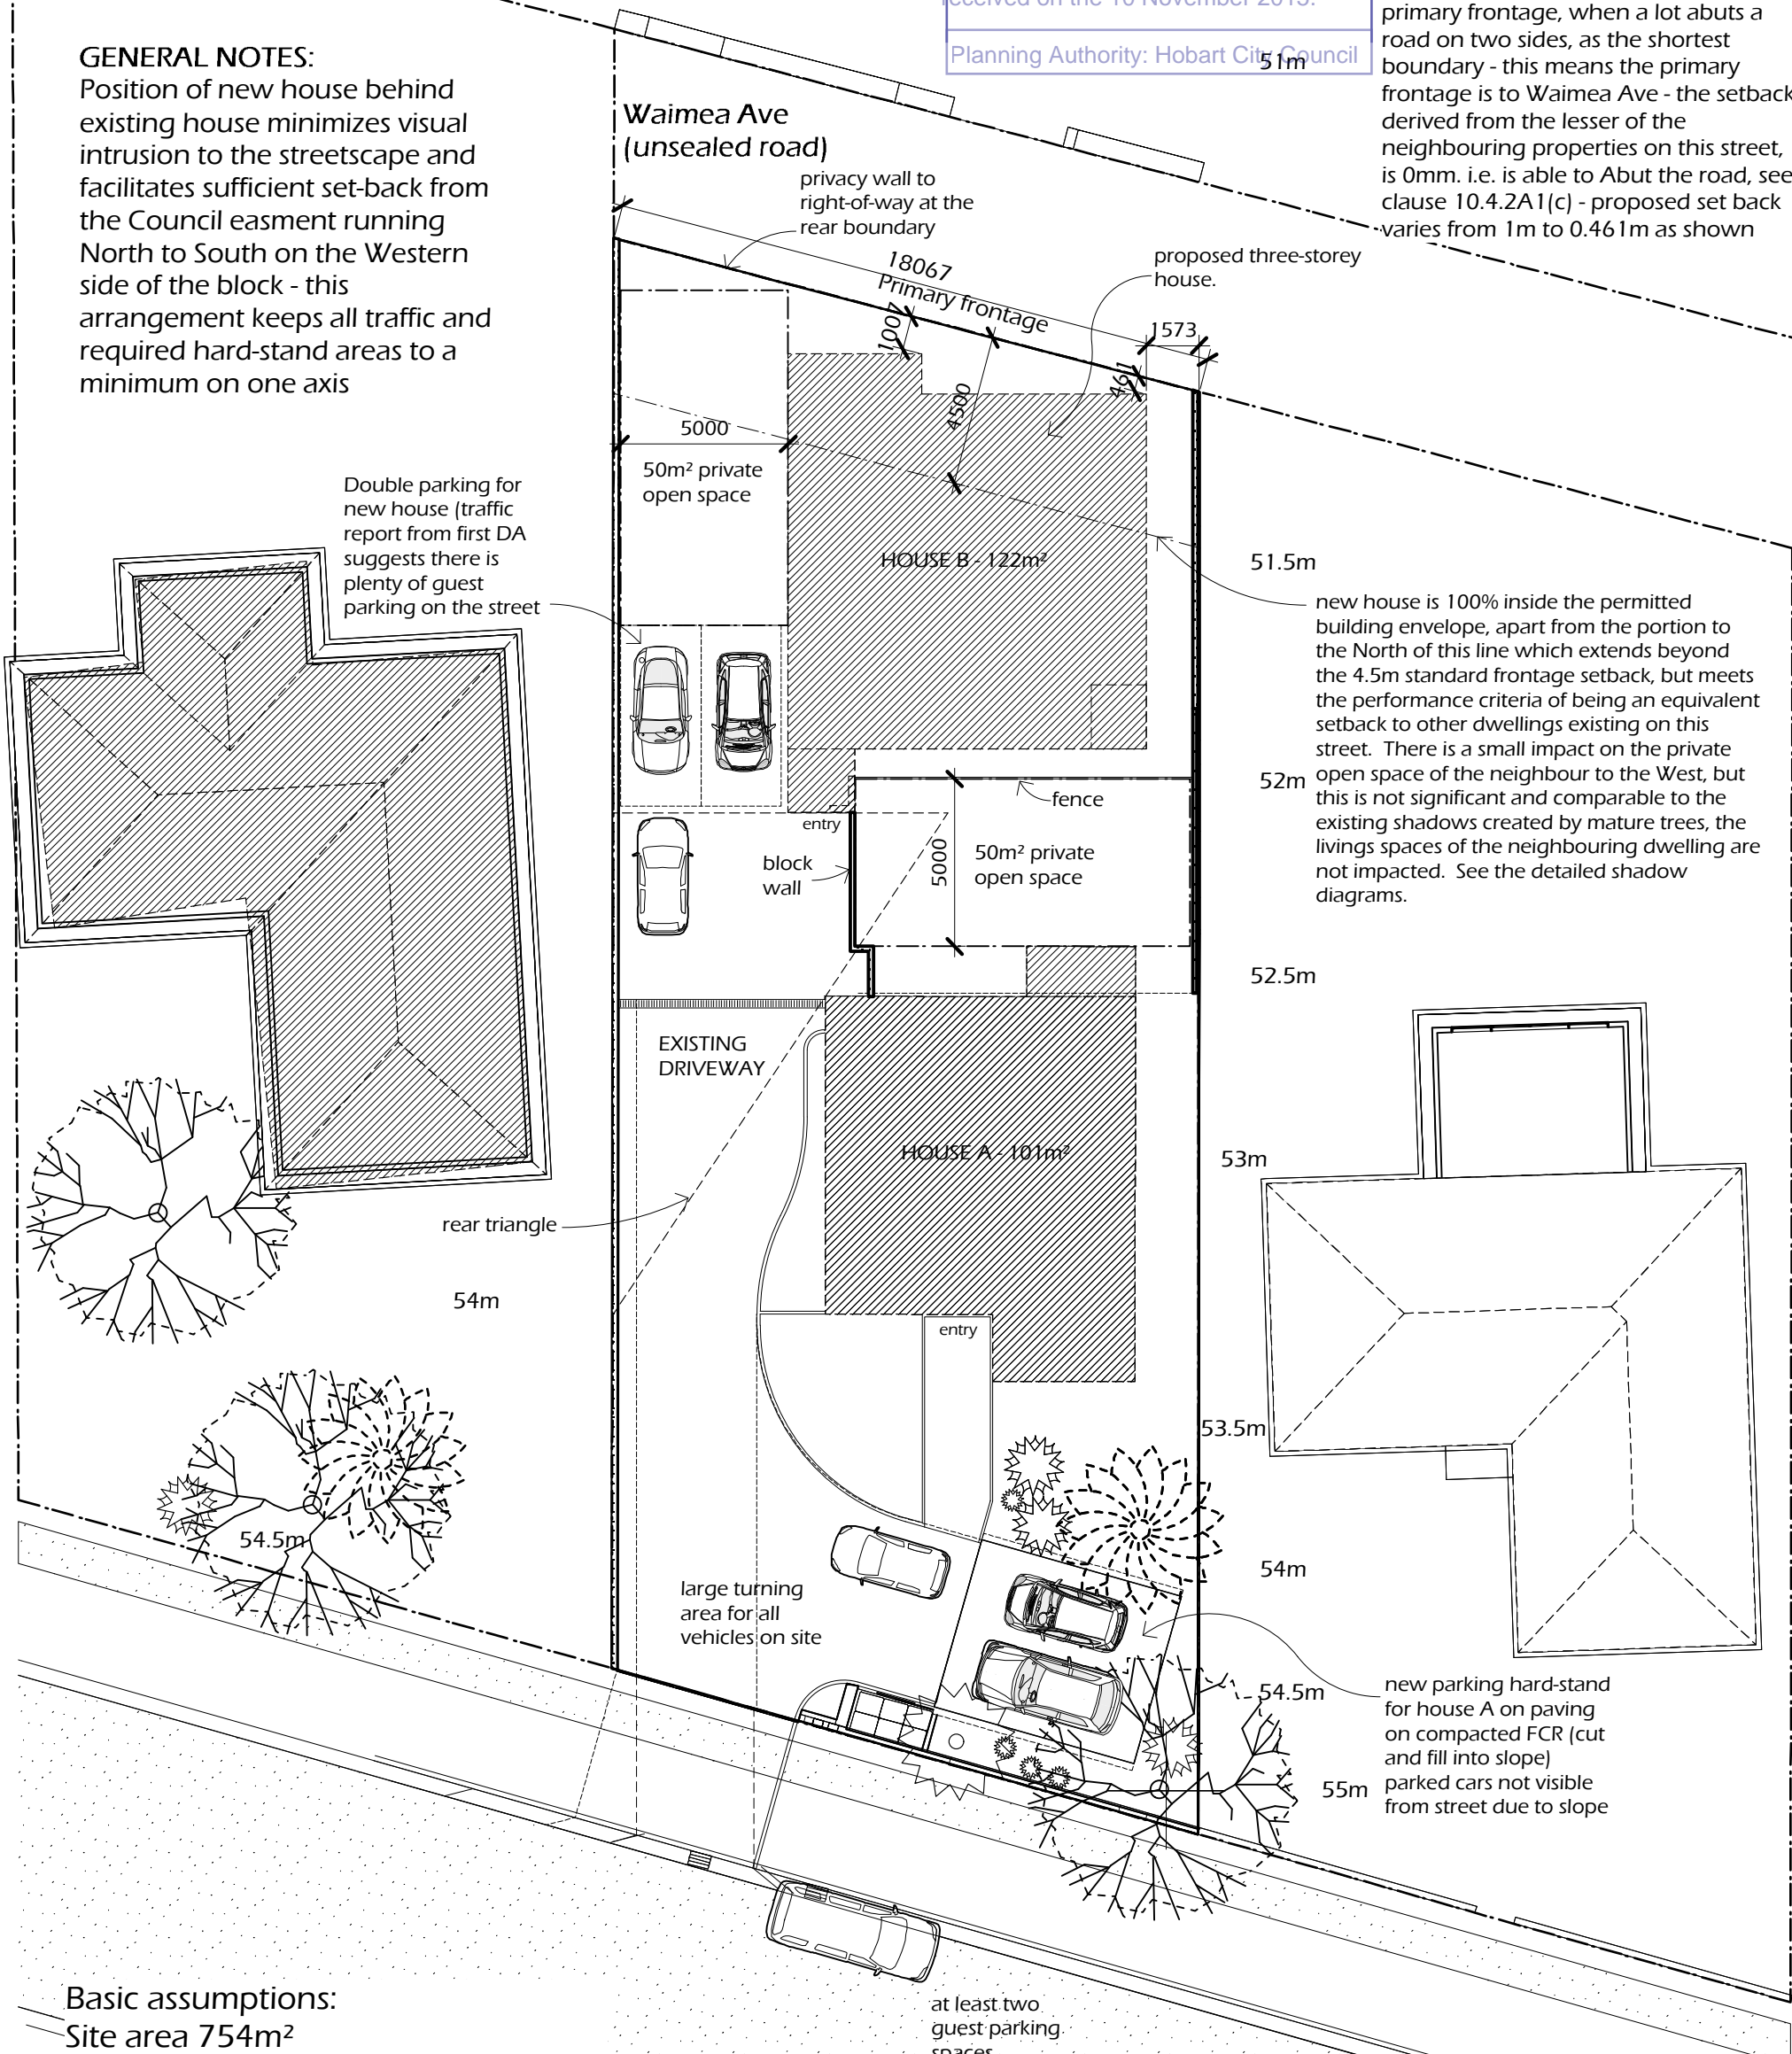 GENERAL NOTES:
Position of new house behind
existing house minimizes visual
intrusion to the streetscape and
facilitates sufficient set-back from
the Council easment running
North to South on the Western
side of the block - this
arrangement keeps all traffic and
required hard-stand areas to a
minimum on one axis
Planning Authority: Hobart City Council
51m
primary frontage, when a lot abuts a
road on two sides, as the shortest
boundary - this means the primary
frontage is to Waimea Ave - the setback
derived from the lesser of the
neighbouring properties on this street,
is 0mm. i.e. is able to Abut the road, see
clause 10.4.2A1(c) - proposed set back
varies from 1m to 0.461m as shown
Waimea Ave
(unsealed road)
privacy wall to
right-of-way at the
rear boundary
18067
Primary frontage
proposed three-storey
house.
1007
1573
461
4500
5000
50m² private
open space
Double parking for
new house (traffic
report from first DA
suggests there is
plenty of guest
parking on the street
HOUSE B - 122m²
51.5m
new house is 100% inside the permitted
building envelope, apart from the portion to
the North of this line which extends beyond
the 4.5m standard frontage setback, but meets
the performance criteria of being an equivalent
setback to other dwellings existing on this
street. There is a small impact on the private
open space of the neighbour to the West, but
this is not significant and comparable to the
existing shadows created by mature trees, the
livings spaces of the neighbouring dwelling are
not impacted. See the detailed shadow
diagrams.
52m
fence
entry
block
wall
5000
50m² private
open space
52.5m
EXISTING
DRIVEWAY
HOUSE A - 101m²
53m
rear triangle
54m
entry
53.5m
54.5m
54m
large turning
area for all
vehicles on site
54.5m
new parking hard-stand
for house A on paving
on compacted FCR (cut
and fill into slope)
parked cars not visible
from street due to slope
55m
Basic assumptions:
Site area 754m²
at least two
guest parking
spaces